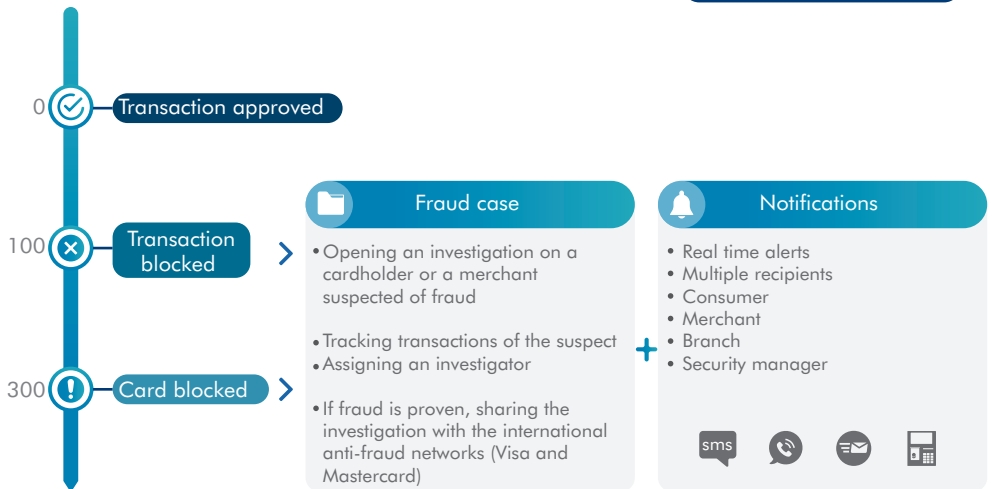 0
Transaction approved
100
Transaction
blocked
300
Card blocked
Fraud case
• Opening an investigation on a
cardholder or a merchant
suspected of fraud
• Tracking transactions of the suspect
• Assigning an investigator
• If fraud is proven, sharing the
investigation with the international
anti-fraud networks (Visa and
Mastercard)
Notifications
• Real time alerts
• Multiple recipients
• Consumer
• Merchant
• Branch
• Security manager
sms